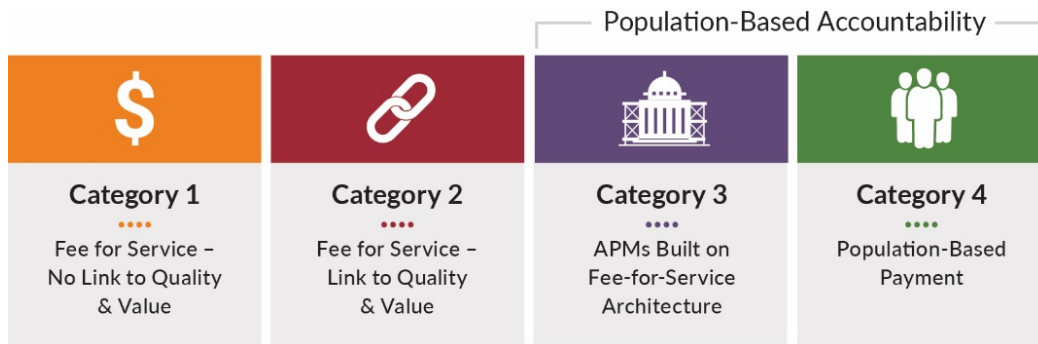 Population-Based Accountability
$
Category 1
Fee for Service –
No Link to Quality
& Value
Category 2
Fee for Service –
Link to Quality
& Value
Category 3
APMs Built on
Fee-for-Service
Architecture
Category 4
Population-Based
Payment